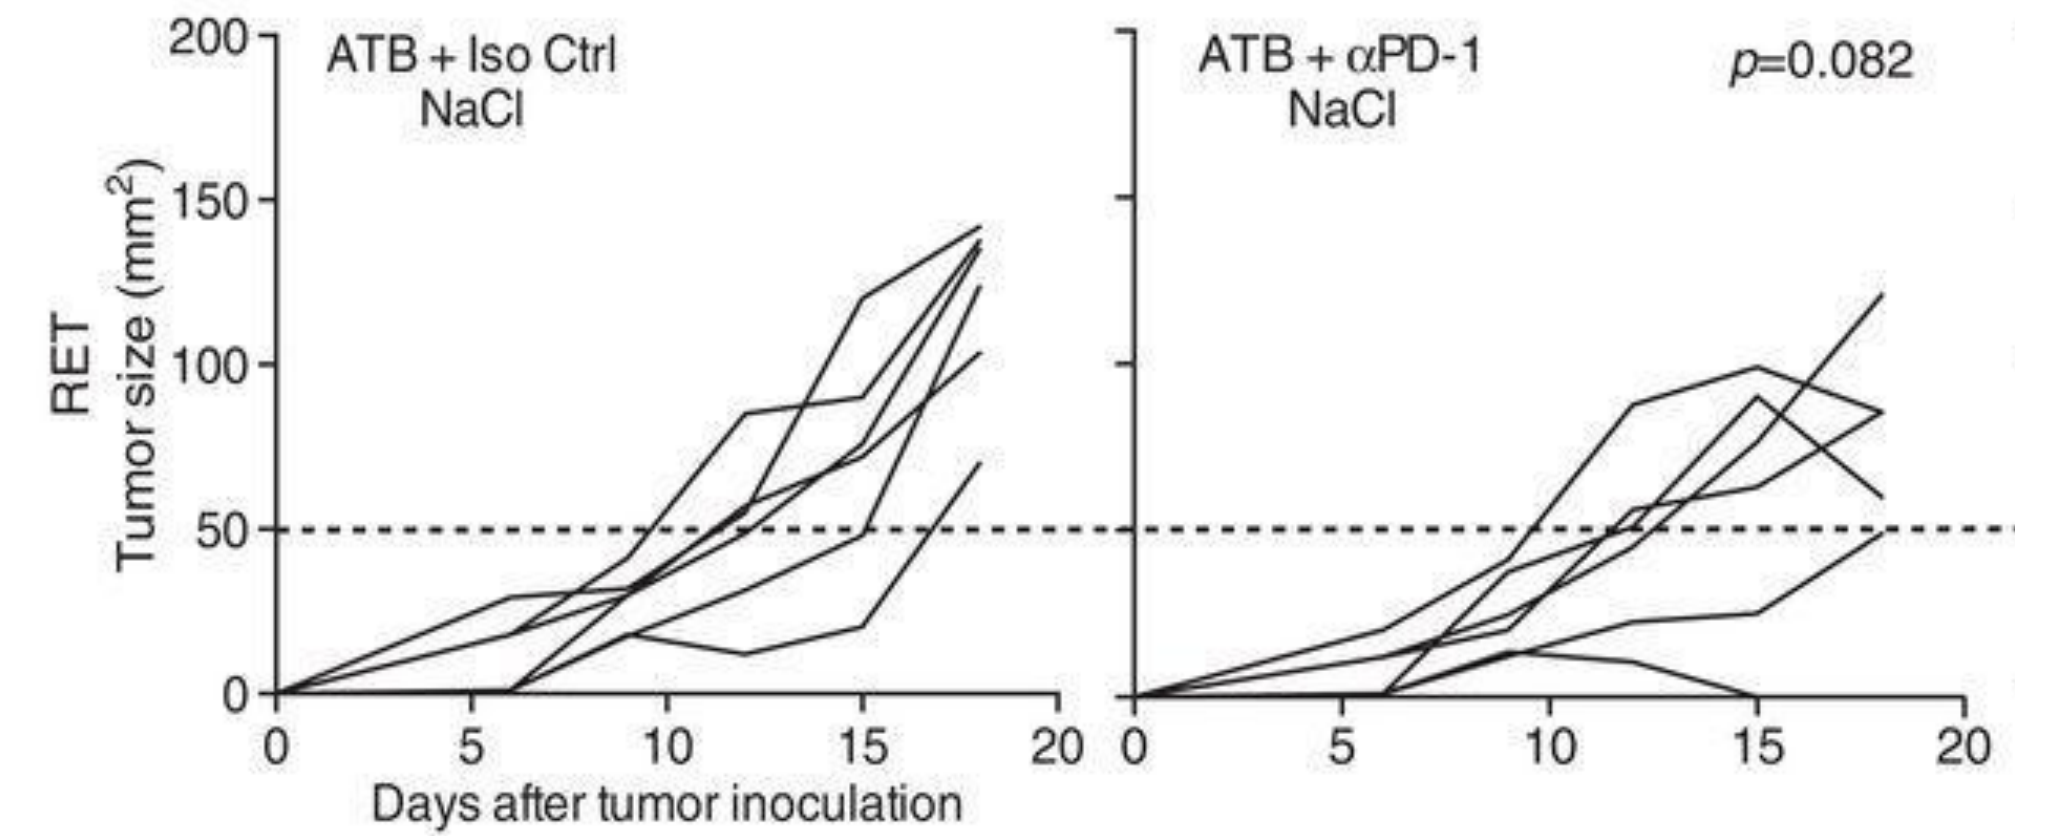 ATB + Iso Ctrl
NaCl
ATB + αPD-1
NaCl
p=0.082
RET
Tumor size (mm²)
200
150
100
50
0
0 5 10 15 20
0 5 10 15 20
Days after tumor inoculation